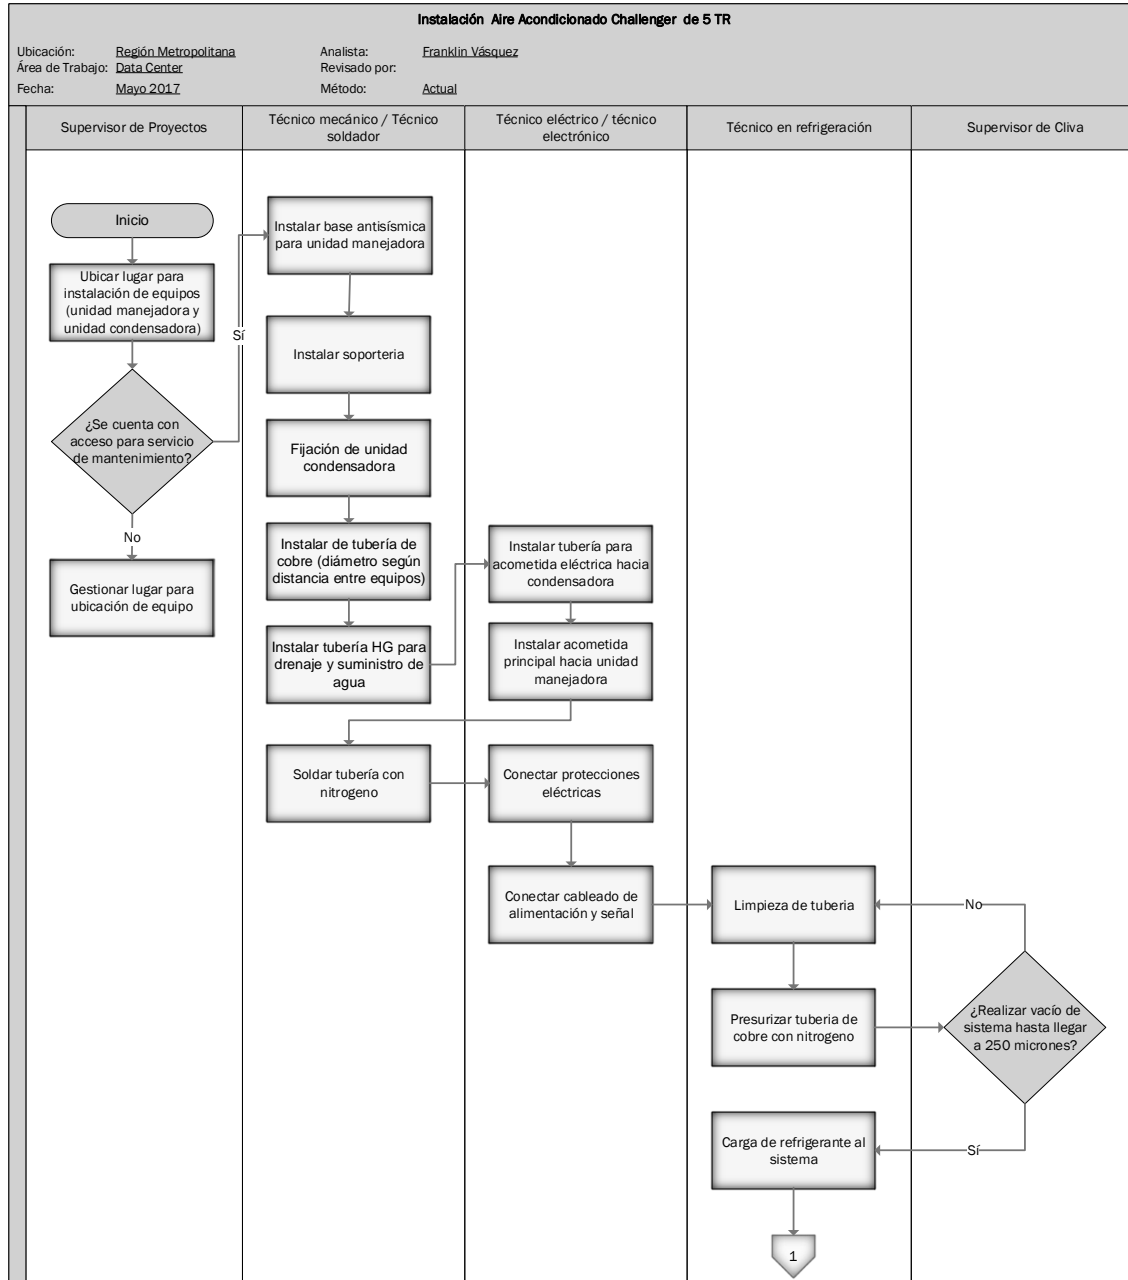 Instalación Aire Acondicionado Challenger de 5 TR
Ubicación: Región Metropolitana
Analista: Franklin Vásquez
Área de Trabajo: Data Center
Revisado por:
Fecha: Mayo 2017
Método: Actual
Supervisor de Proyectos
Técnico mecánico / Técnico
soldador
Técnico eléctrico / técnico
electrónico
Técnico en refrigeración
Supervisor de Cliva
Inicio
Ubicar lugar para
instalación de equipos
(unidad manejadora y
unidad condensadora)
¿Se cuenta con
acceso para servicio
de mantenimiento?
Sí
No
Gestionar lugar para
ubicación de equipo
Instalar base antisísmica
para unidad manejadora
Instalar soporteria
Fijación de unidad
condensadora
Instalar de tubería de
cobre (diámetro según
distancia entre equipos)
Instalar tubería HG para
drenaje y suministro de
agua
Instalar tubería para
acometida eléctrica hacia
condensadora
Instalar acometida
principal hacia unidad
manejadora
Soldar tubería con
nitrogeno
Conectar protecciones
eléctricas
Conectar cableado de
alimentación y señal
Limpieza de tuberia
No
Presurizar tuberia de
cobre con nitrogeno
¿Realizar vacío de
sistema hasta llegar
a 250 micrones?
Carga de refrigerante al
sistema
Sí
1